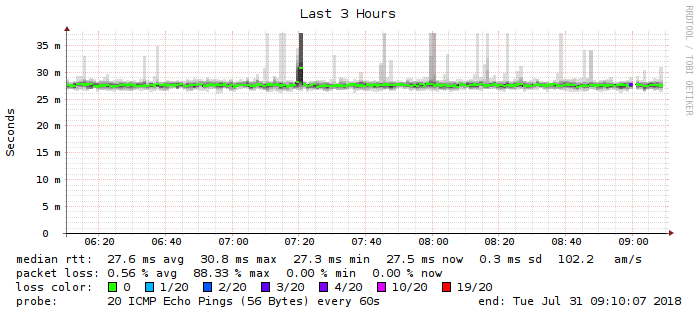 Last 3 Hours
RRDTOOL / TOBI OETIKER
Seconds
35 m
30 m
25 m
20 m
15 m
10 m
5 m
0
06:20 06:40 07:00 07:20 07:40 08:00 08:20 08:40 09:00
median rtt: 27.6 ms avg 30.8 ms max 27.3 ms min 27.5 ms now 0.3 ms sd 102.2 am/s
packet loss: 0.56 % avg 88.33 % max 0.00 % min 0.00 % now
loss color: 0 1/20 2/20 3/20 4/20 10/20 19/20
probe: 20 ICMP Echo Pings (56 Bytes) every 60s end: Tue Jul 31 09:10:07 2018